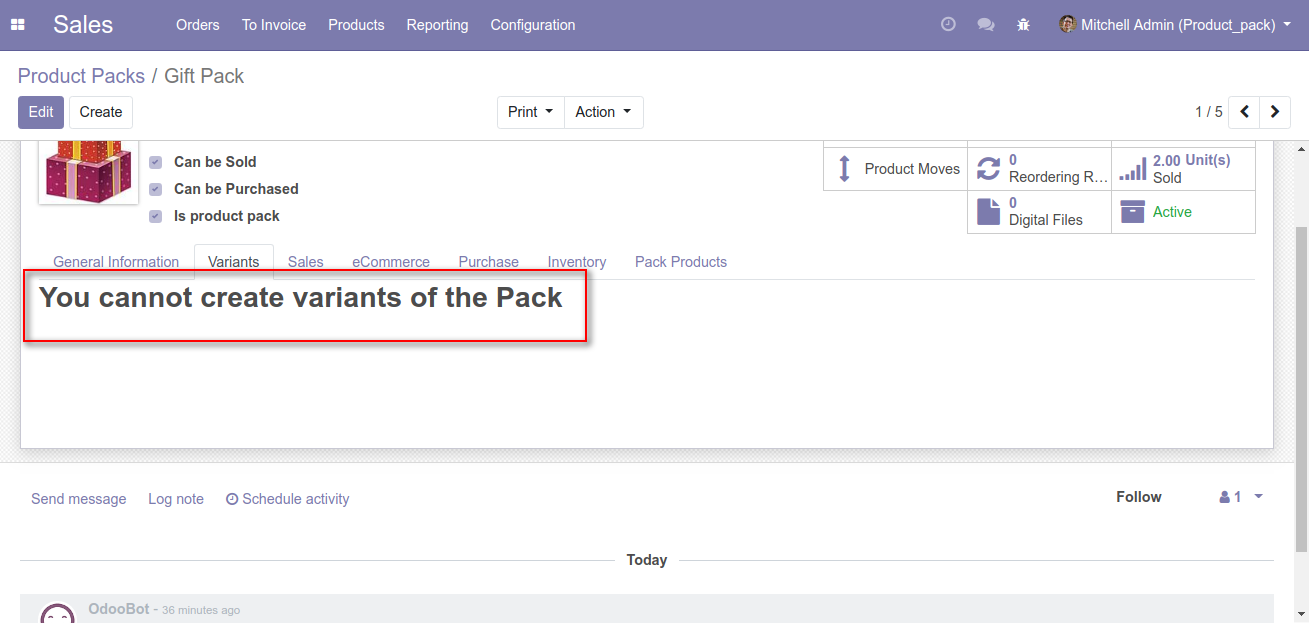 Sales Orders To Invoice Products Reporting Configuration Mitchell Admin (Product_pack)
Product Packs / Gift Pack
Edit Create Print Action 1 / 5
Can be Sold
Can be Purchased
Is product pack
Product Moves
0
Reordering R...
2.00 Unit(s)
Sold
0
Digital Files
Active
General Information Variants Sales eCommerce Purchase Inventory Pack Products
You cannot create variants of the Pack
Send message Log note Schedule activity Follow 1
Today
OdooBot - 36 minutes ago